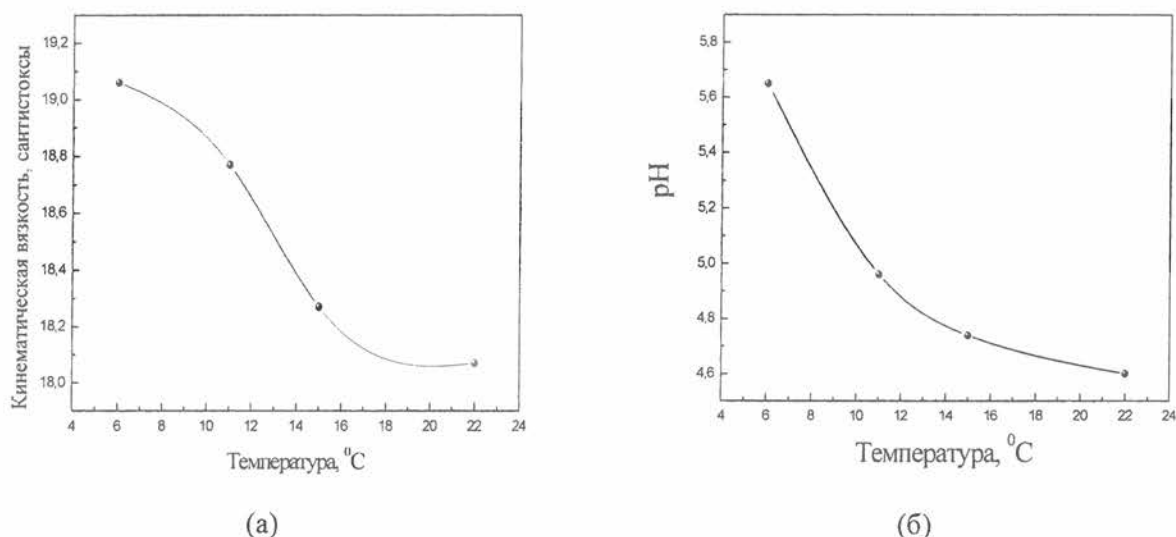 Кинематическая вязкость, сантистоксы
19,2
19,0
18,8
18,6
18,4
18,2
18,0
4 6 8 10 12 14 16 18 20 22 24
Температура, ⁰C
(а)
pH
5,8
5,6
5,4
5,2
5,0
4,8
4,6
4 6 8 10 12 14 16 18 20 22 24
Температура, ⁰C
(б)